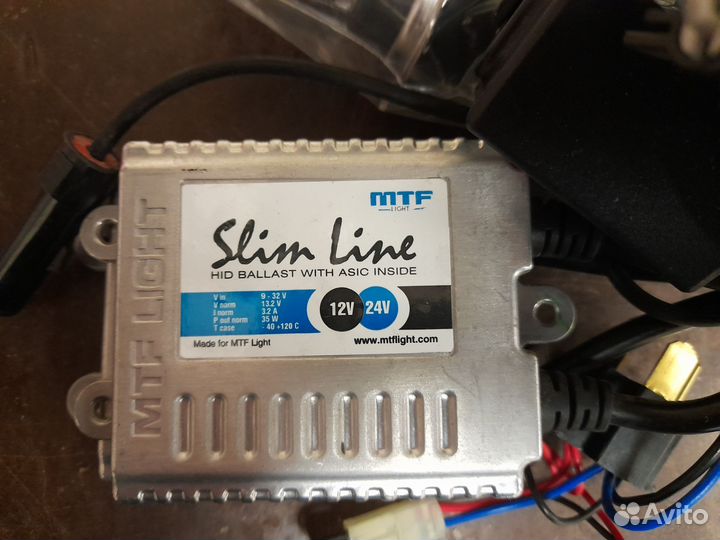 MTF
LIGHT
Slim Line
HID BALLAST WITH ASIC INSIDE
V in 9 - 32 V
V norm 13.2 V
I norm 3.2 A
P out norm 35 W
T case - 40 +120 C
12V 24V
Made for MTF Light
www.mtflight.com
MTF LIGHT
Avito